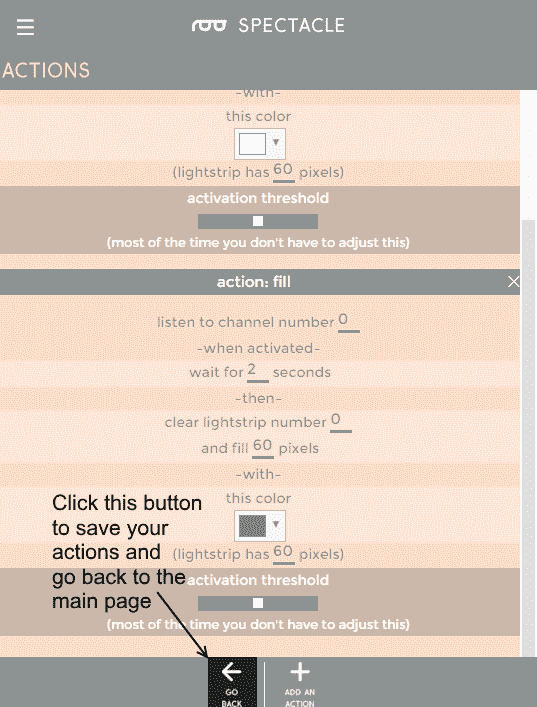 SPECTACLE
ACTIONS
-with-
this color
(lightstrip has 60 pixels)
activation threshold
(most of the time you don't have to adjust this)
action: fill
listen to channel number 0
-when activated-
wait for 2 seconds
-then-
clear lightstrip number 0
and fill 60 pixels
-with-
this color
Click this button
to save your
actions and
go back to the
main page
(lightstrip has 60 pixels)
activation threshold
(most of the time you don't have to adjust this)
GO
BACK
ADD AN
ACTION